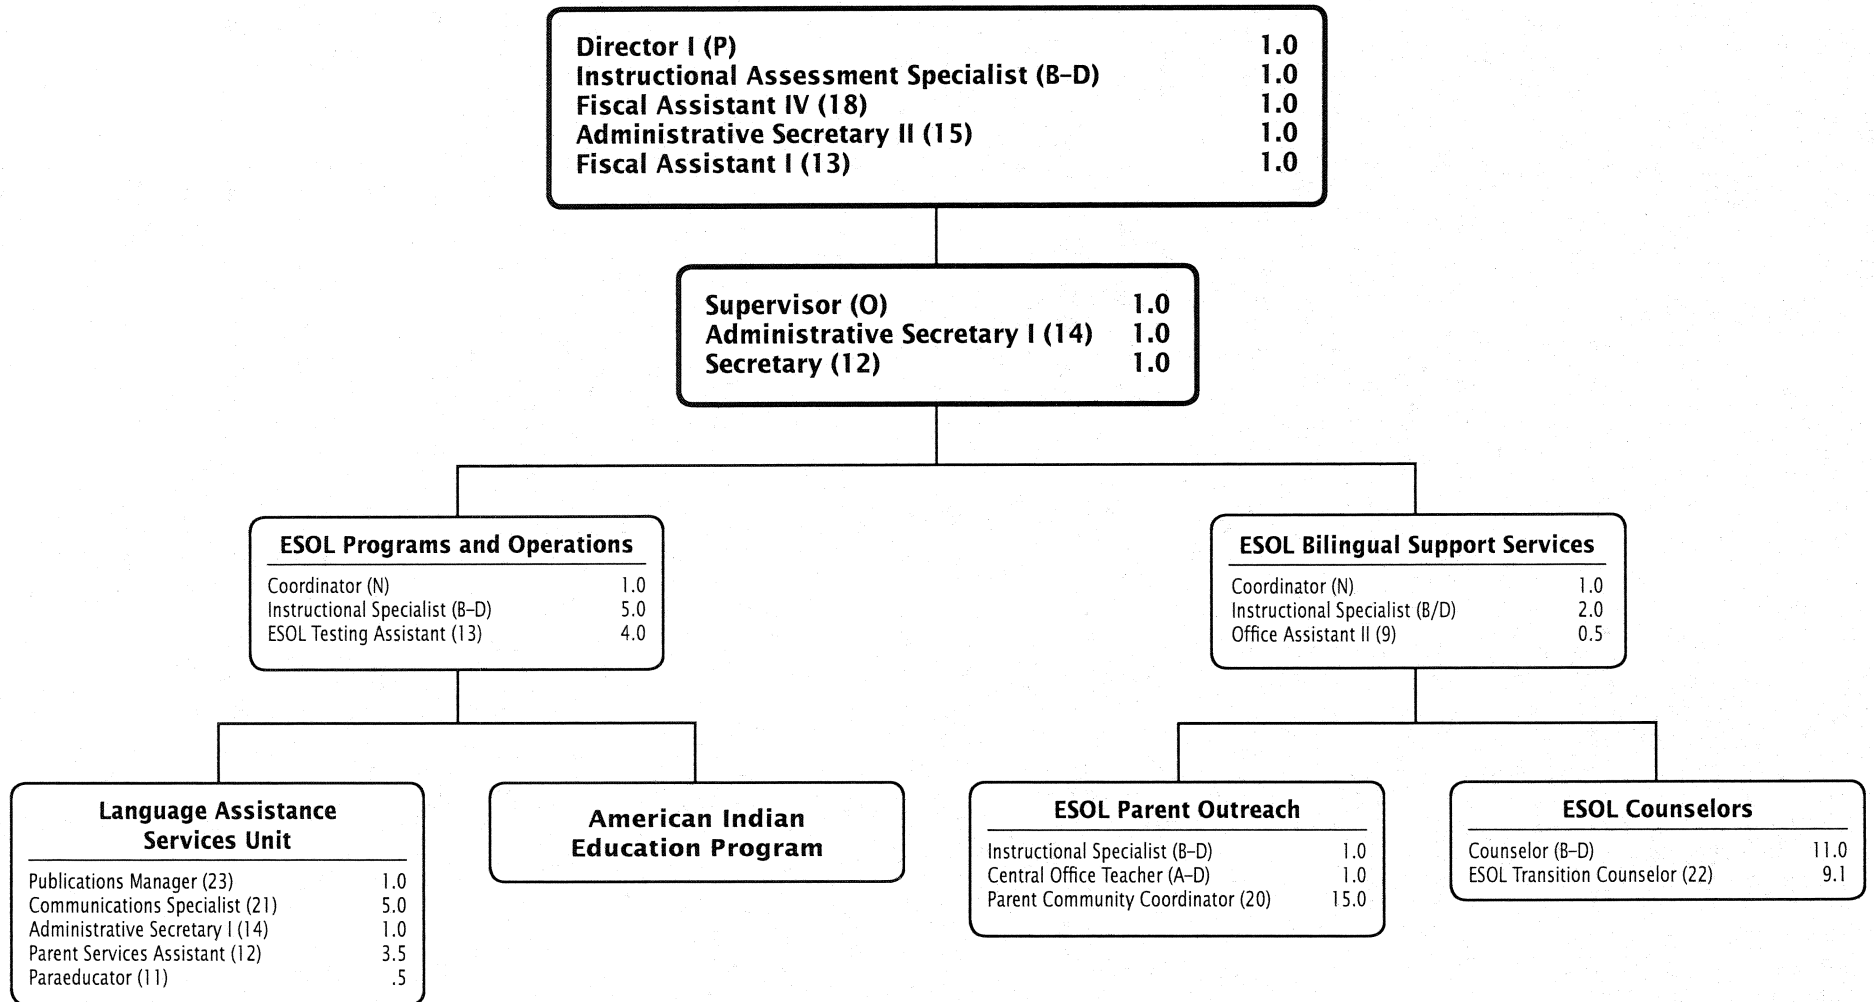 Director I (P) 1.0
Instructional Assessment Specialist (B–D) 1.0
Fiscal Assistant IV (18) 1.0
Administrative Secretary II (15) 1.0
Fiscal Assistant I (13) 1.0
Supervisor (O) 1.0
Administrative Secretary I (14) 1.0
Secretary (12) 1.0
ESOL Programs and Operations
Coordinator (N) 1.0
Instructional Specialist (B–D) 5.0
ESOL Testing Assistant (13) 4.0
ESOL Bilingual Support Services
Coordinator (N) 1.0
Instructional Specialist (B/D) 2.0
Office Assistant II (9) 0.5
Language Assistance
Services Unit
Publications Manager (23) 1.0
Communications Specialist (21) 5.0
Administrative Secretary I (14) 1.0
Parent Services Assistant (12) 3.5
Paraeducator (11) .5
American Indian
Education Program
ESOL Parent Outreach
Instructional Specialist (B–D) 1.0
Central Office Teacher (A–D) 1.0
Parent Community Coordinator (20) 15.0
ESOL Counselors
Counselor (B–D) 11.0
ESOL Transition Counselor (22) 9.1